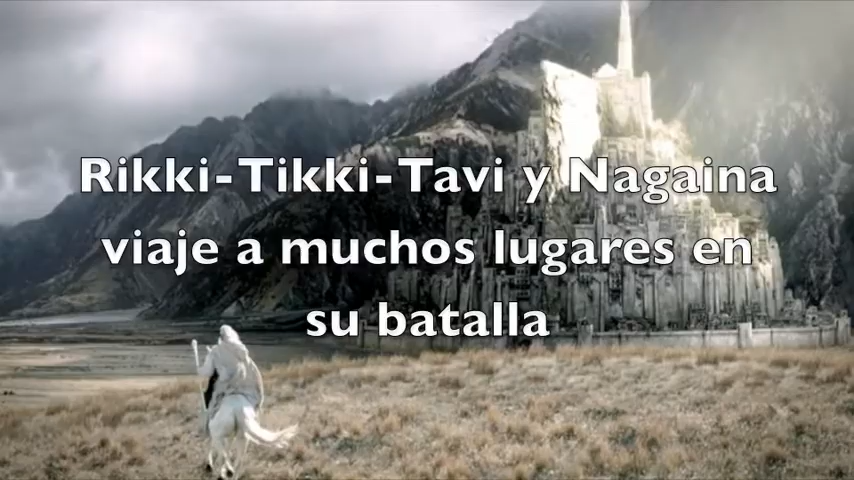 Rikki-Tikki-Tavi y Nagaina
viaje a muchos lugares en
su batalla